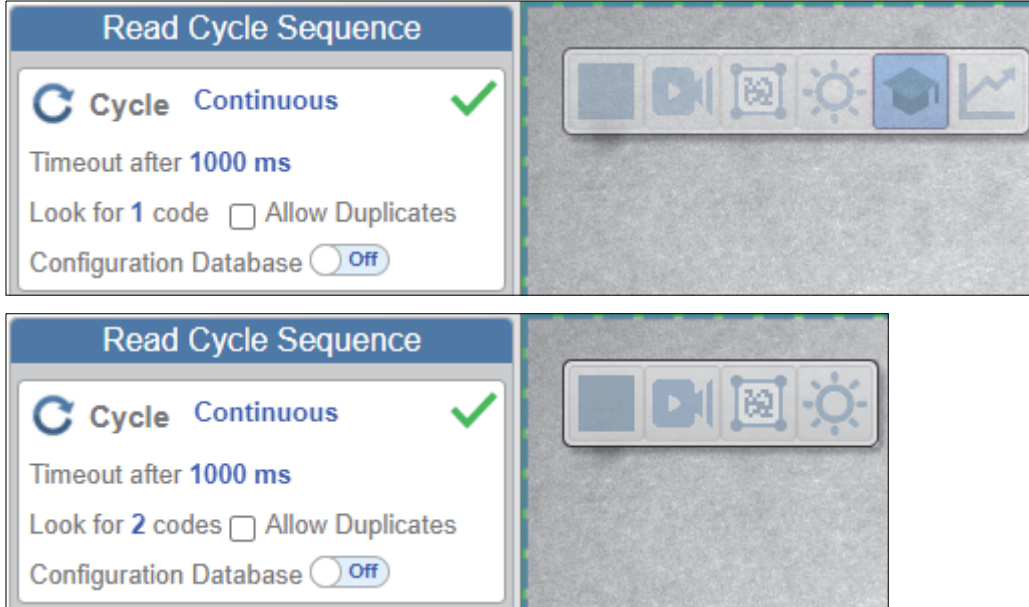 Read Cycle Sequence
Cycle Continuous
Timeout after 1000 ms
Look for 1 code Allow Duplicates
Configuration Database Off
Read Cycle Sequence
Cycle Continuous
Timeout after 1000 ms
Look for 2 codes Allow Duplicates
Configuration Database Off